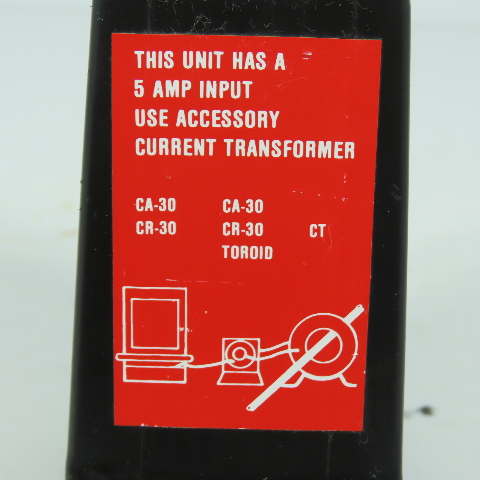 THIS UNIT HAS A
5 AMP INPUT
USE ACCESSORY
CURRENT TRANSFORMER
CA-30 CA-30
CR-30 CR-30 CT
TOROID